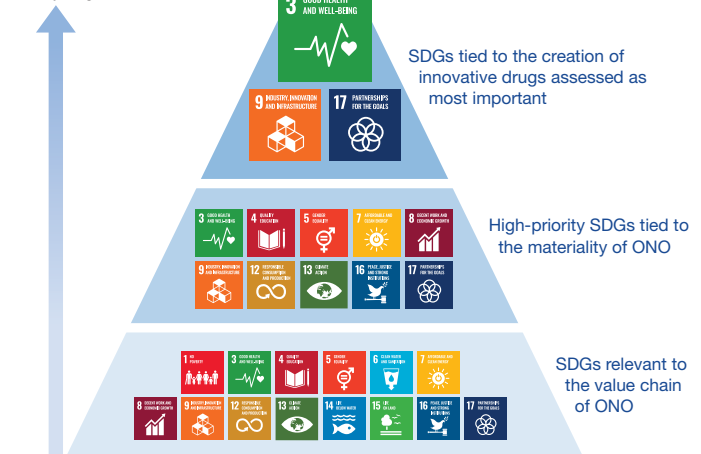 3 GOOD HEALTH
AND WELL-BEING
SDGs tied to the creation of
innovative drugs assessed as
most important
9 INDUSTRY, INNOVATION
AND INFRASTRUCTURE
17 PARTNERSHIPS
FOR THE GOALS
3 GOOD HEALTH
AND WELL-BEING
4 QUALITY
EDUCATION
5 GENDER
EQUALITY
7 AFFORDABLE AND
CLEAN ENERGY
8 DECENT WORK AND
ECONOMIC GROWTH
High-priority SDGs tied to
the materiality of ONO
9 INDUSTRY, INNOVATION
AND INFRASTRUCTURE
12 RESPONSIBLE
CONSUMPTION
AND PRODUCTION
13 CLIMATE
ACTION
16 PEACE, JUSTICE
AND STRONG
INSTITUTIONS
17 PARTNERSHIPS
FOR THE GOALS
1 NO
POVERTY
3 GOOD HEALTH
AND WELL-BEING
4 QUALITY
EDUCATION
5 GENDER
EQUALITY
6 CLEAN WATER
AND SANITATION
7 AFFORDABLE AND
CLEAN ENERGY
SDGs relevant to
the value chain
of ONO
8 DECENT WORK AND
ECONOMIC GROWTH
9 INDUSTRY, INNOVATION
AND INFRASTRUCTURE
12 RESPONSIBLE
CONSUMPTION
AND PRODUCTION
13 CLIMATE
ACTION
14 LIFE
BELOW WATER
15 LIFE
ON LAND
16 PEACE, JUSTICE
AND STRONG
INSTITUTIONS
17 PARTNERSHIPS
FOR THE GOALS